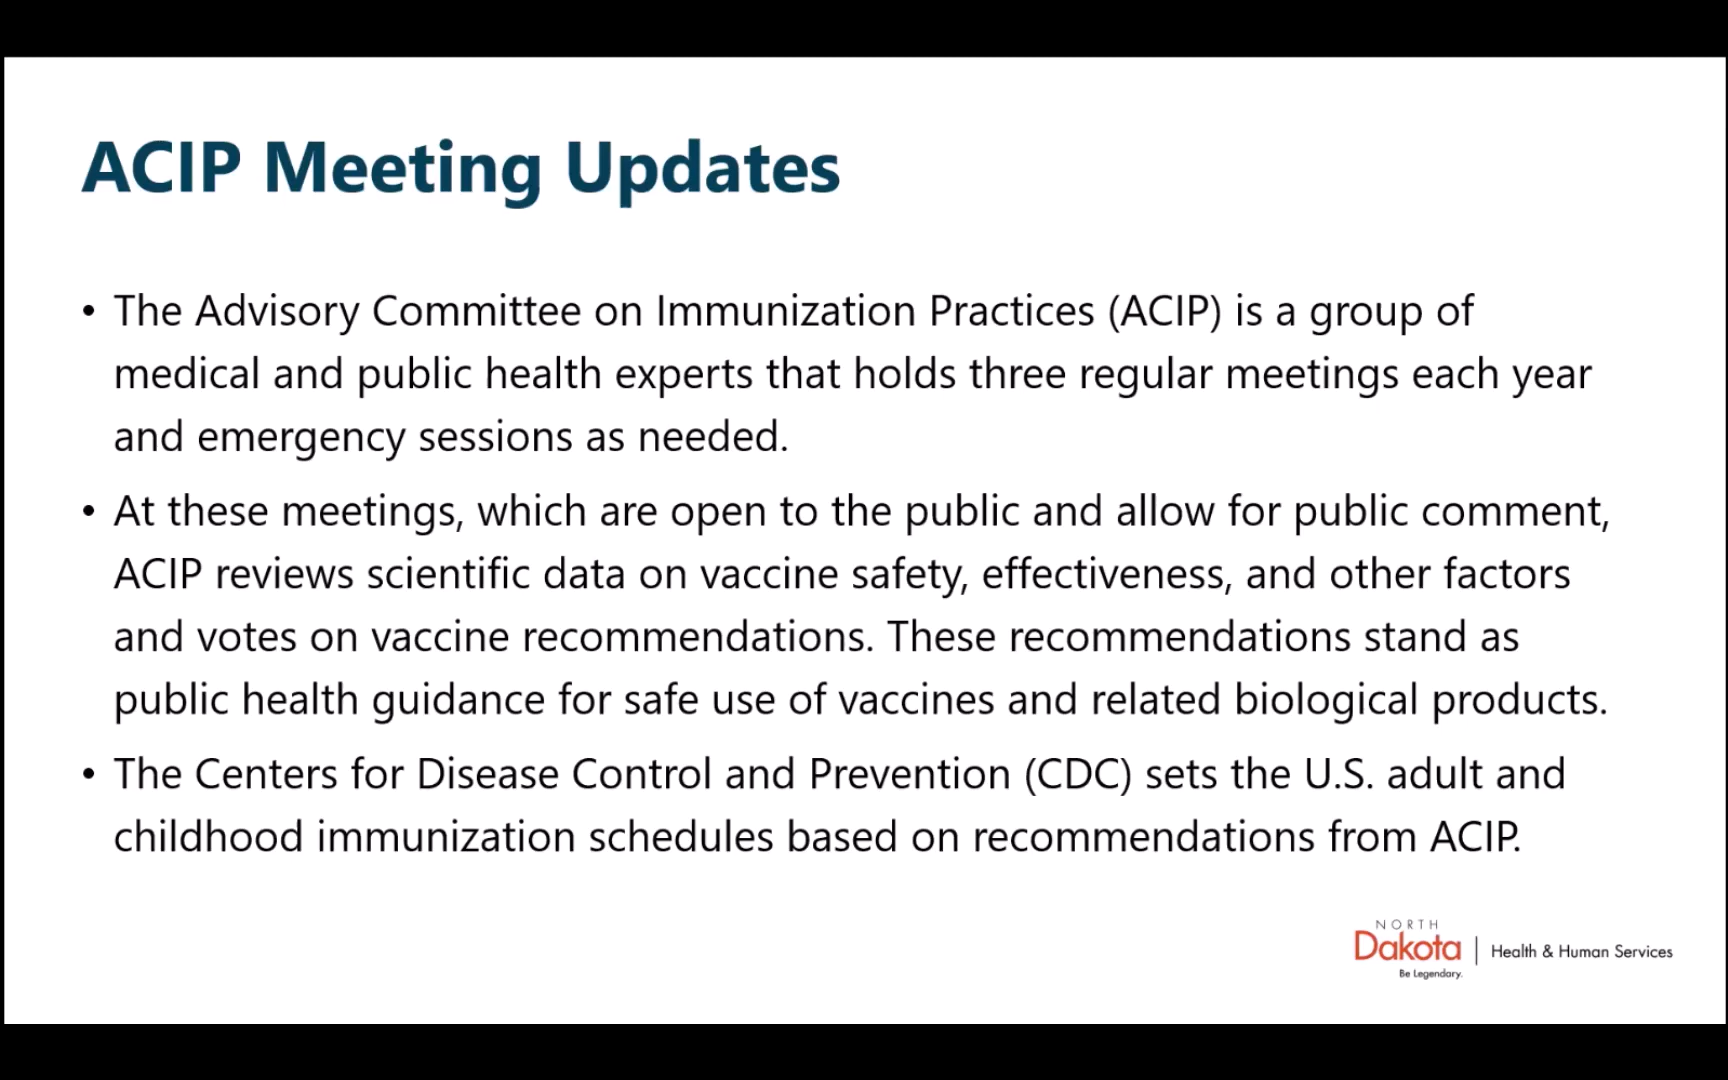 ACIP Meeting Updates
• The Advisory Committee on Immunization Practices (ACIP) is a group of
medical and public health experts that holds three regular meetings each year
and emergency sessions as needed.
• At these meetings, which are open to the public and allow for public comment,
ACIP reviews scientific data on vaccine safety, effectiveness, and other factors
and votes on vaccine recommendations. These recommendations stand as
public health guidance for safe use of vaccines and related biological products.
• The Centers for Disease Control and Prevention (CDC) sets the U.S. adult and
childhood immunization schedules based on recommendations from ACIP.
NORTH
Dakota | Health & Human Services
Be Legendary.